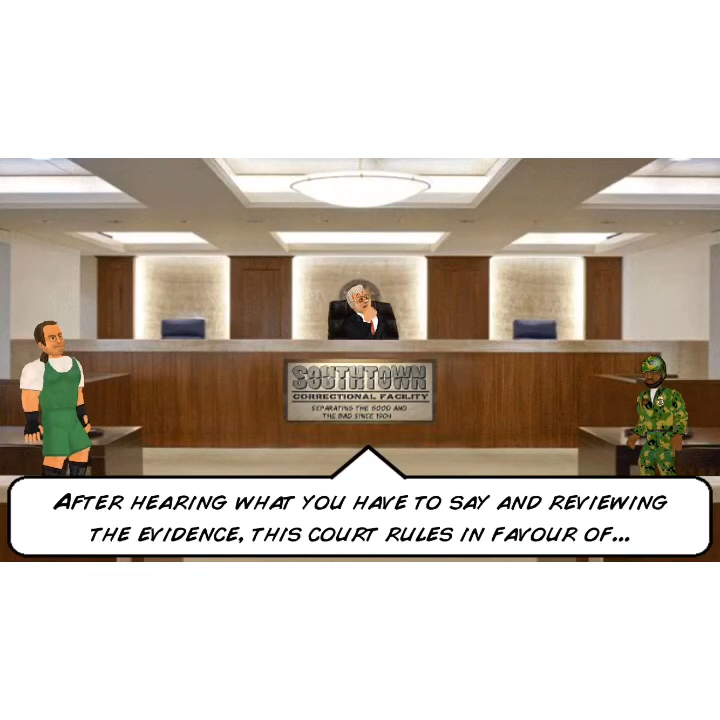 SOUTHTOWN
CORRECTIONAL FACILITY
SEPARATING THE GOOD AND
THE BAD SINCE 1904
AFTER HEARING WHAT YOU HAVE TO SAY AND REVIEWING
THE EVIDENCE, THIS COURT RULES IN FAVOUR OF...